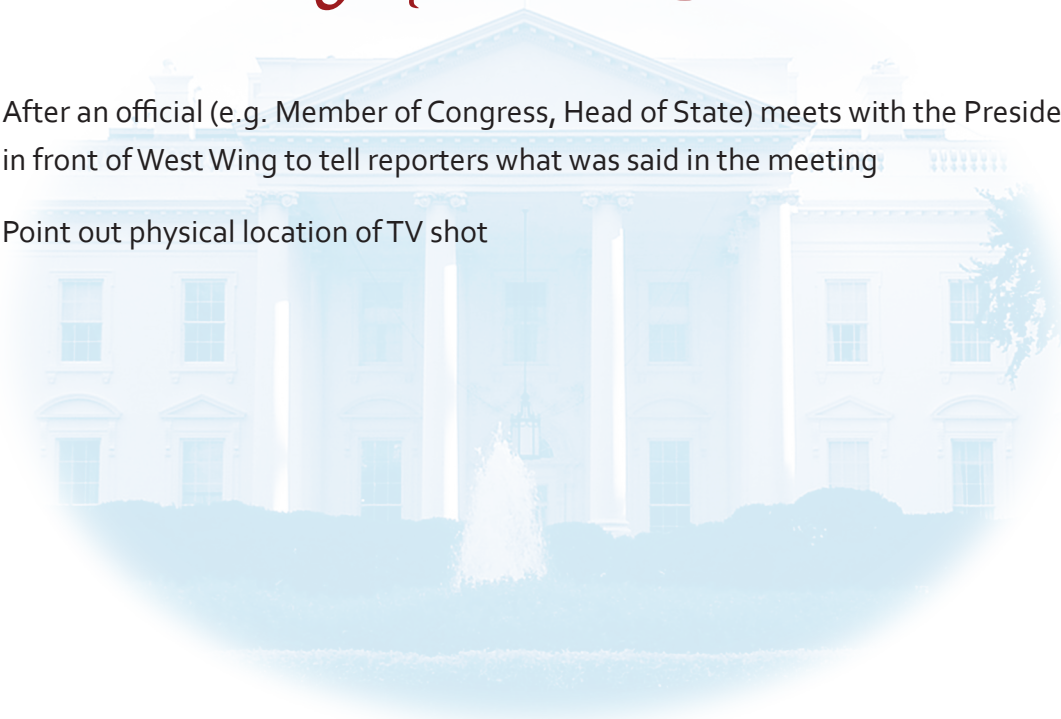 After an official (e.g. Member of Congress, Head of State) meets with the
in front of West Wing to tell reporters what was said in the meeting
Point out physical location of TV shot